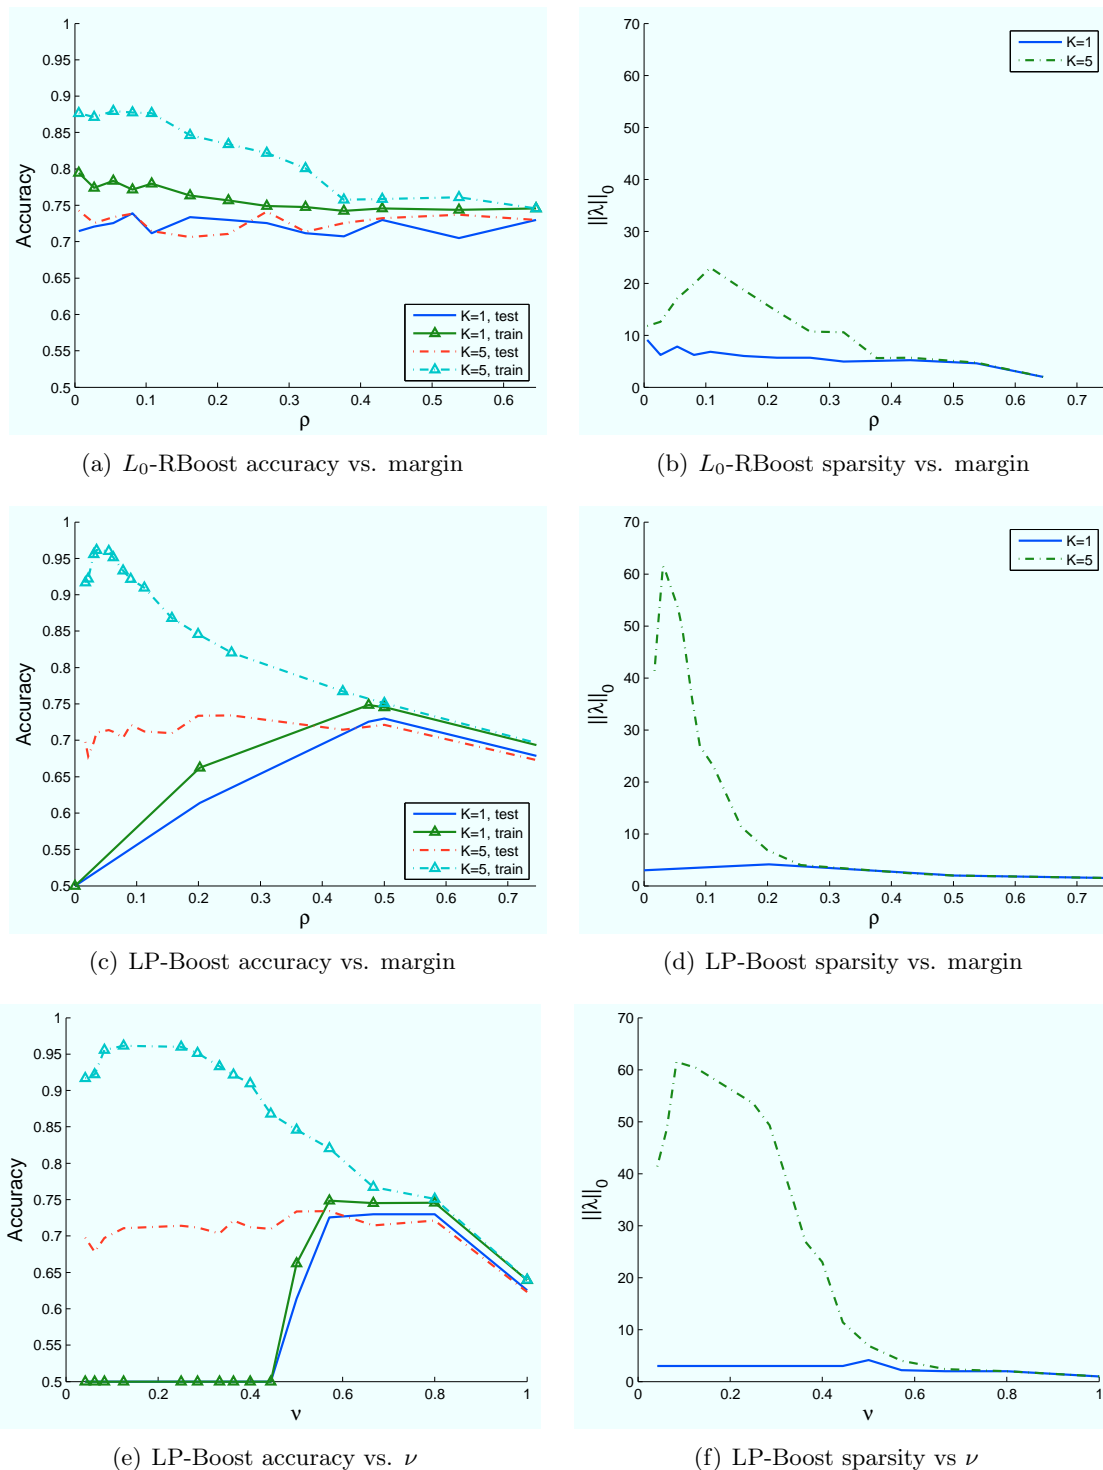 1
0.95
0.9
0.85
0.8
0.75
0.7
0.65
0.6
0.55
0.5
Accuracy
0 0.1 0.2 0.3 0.4 0.5 0.6
ρ
K=1, test
K=1, train
K=5, test
K=5, train
(a) L₀-RBoost accuracy vs. margin
70
60
50
40
30
20
10
0
||λ||₀
0 0.1 0.2 0.3 0.4 0.5 0.6 0.7
ρ
K=1
K=5
(b) L₀-RBoost sparsity vs. margin
1
0.95
0.9
0.85
0.8
0.75
0.7
0.65
0.6
0.55
0.5
Accuracy
0 0.1 0.2 0.3 0.4 0.5 0.6 0.7
ρ
K=1, test
K=1, train
K=5, test
K=5, train
(c) LP-Boost accuracy vs. margin
70
60
50
40
30
20
10
0
||λ||₀
0 0.1 0.2 0.3 0.4 0.5 0.6 0.7
ρ
K=1
K=5
(d) LP-Boost sparsity vs. margin
1
0.95
0.9
0.85
0.8
0.75
0.7
0.65
0.6
0.55
0.5
Accuracy
0 0.2 0.4 0.6 0.8 1
ν
(e) LP-Boost accuracy vs. ν
70
60
50
40
30
20
10
0
||λ||₀
0 0.2 0.4 0.6 0.8 1
ν
(f) LP-Boost sparsity vs ν